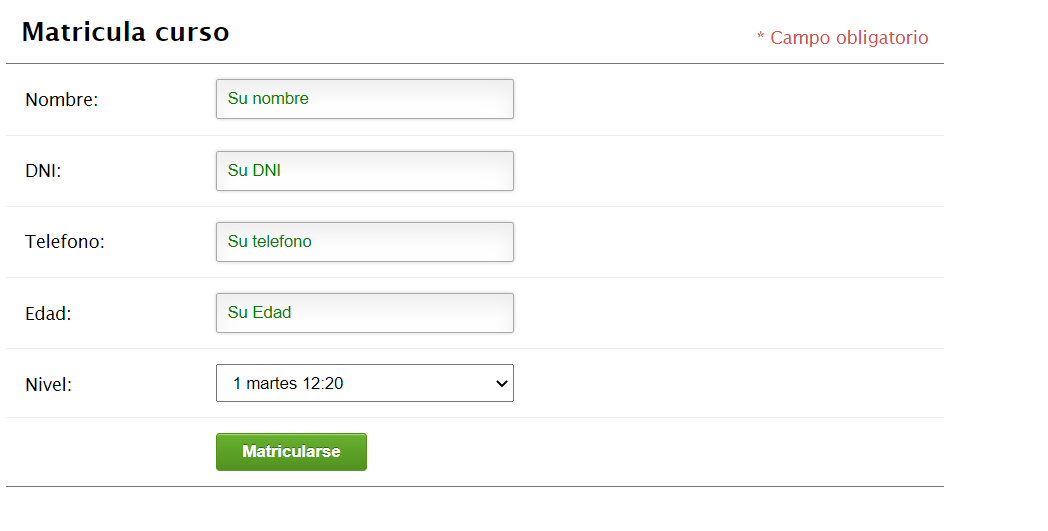 Matricula curso
* Campo obligatorio
Nombre: Su nombre
DNI: Su DNI
Telefono: Su telefono
Edad: Su Edad
Nivel: 1 martes 12:20
Matricularse